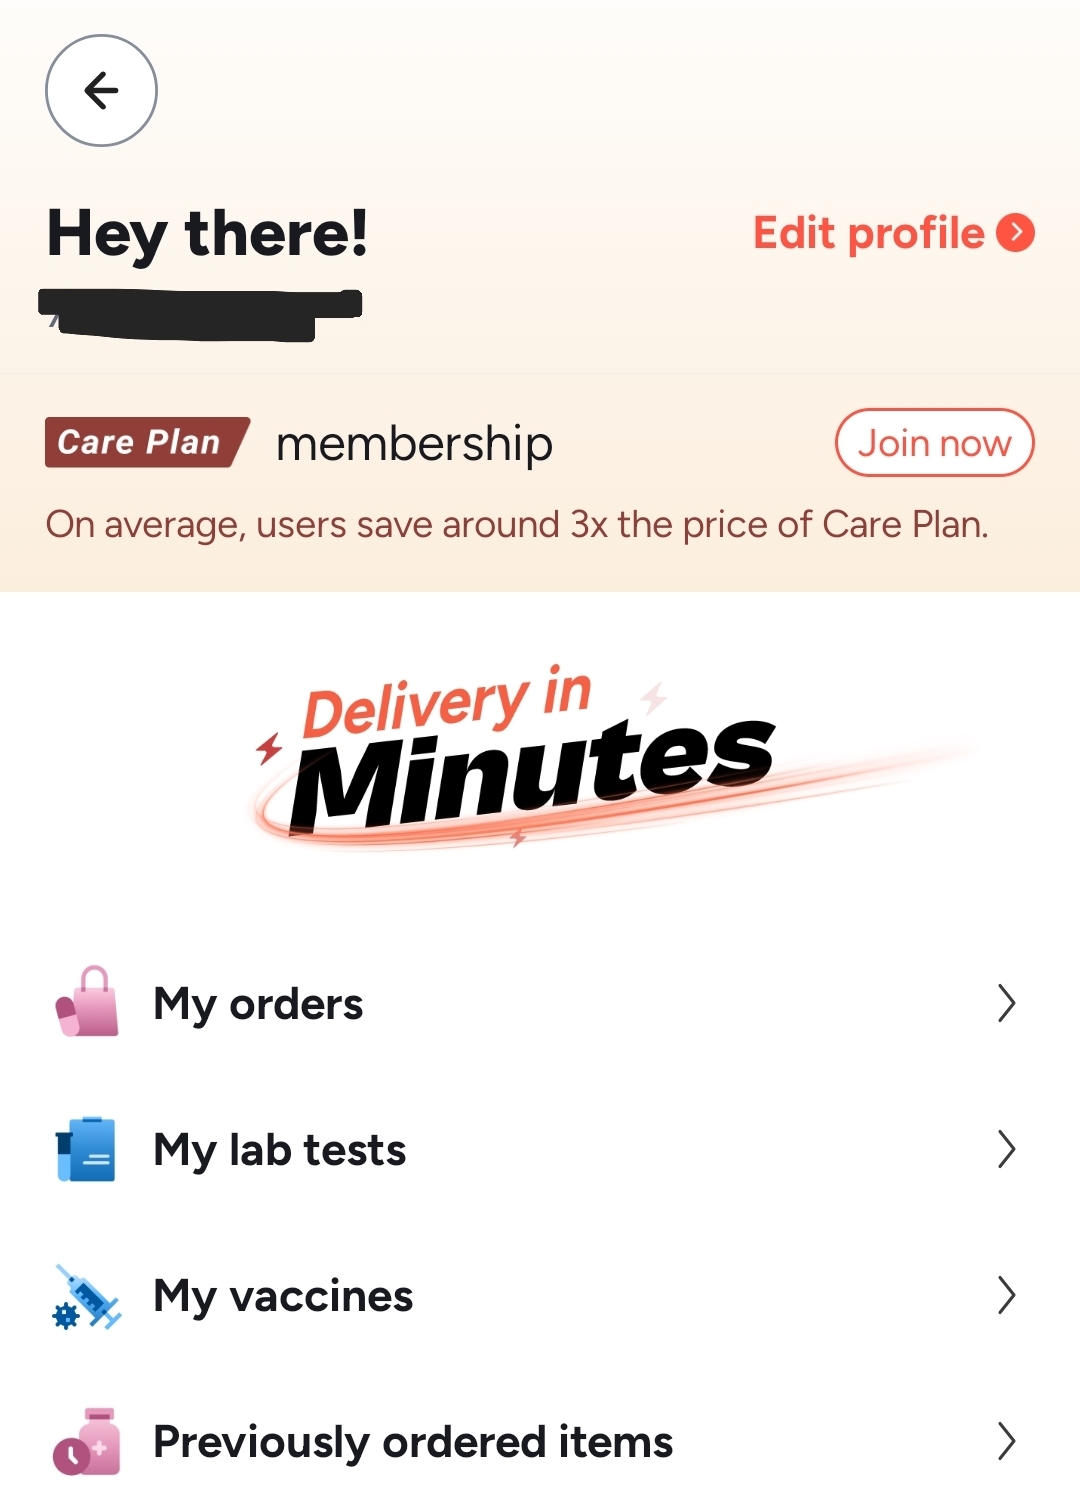 Hey there!
Edit profile
Care Plan membership
Join now
On average, users save around 3x the price of Care Plan.
Delivery in
Minutes
My orders
My lab tests
My vaccines
Previously ordered items